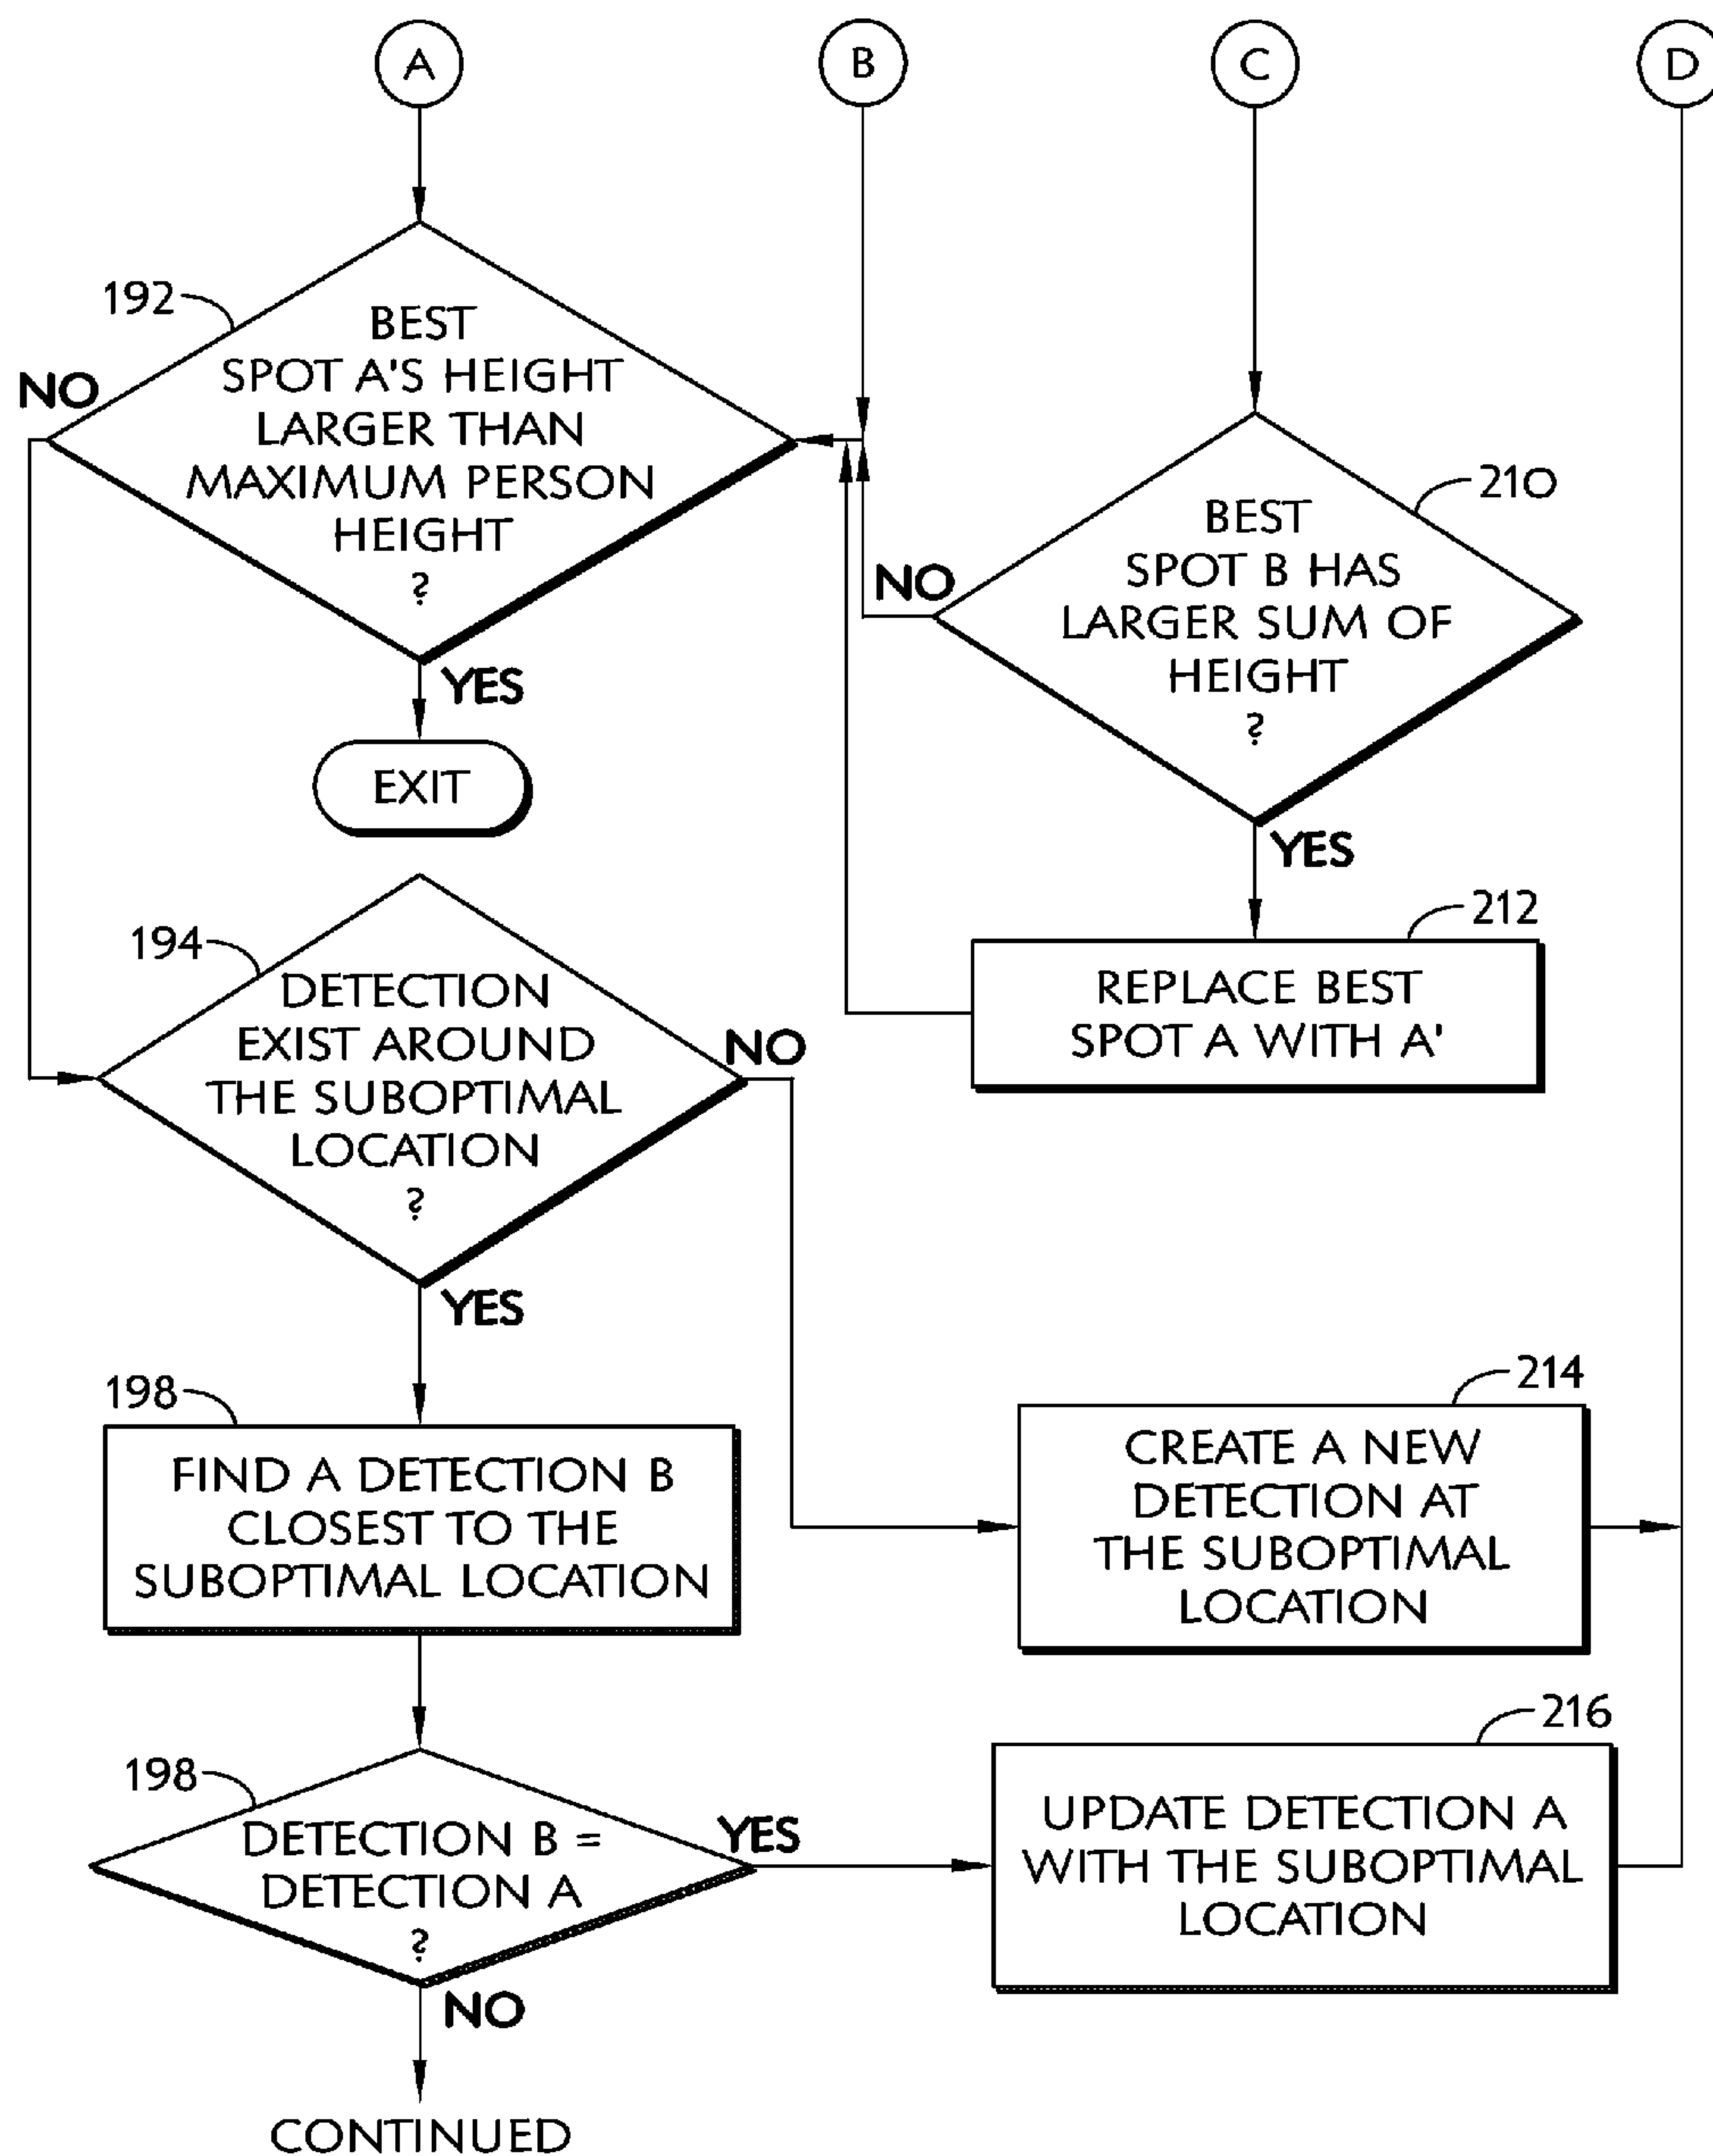 A
B
C
D
192
BEST
SPOT A'S HEIGHT
LARGER THAN
MAXIMUM PERSON
HEIGHT
?
NO
YES
EXIT
210
BEST
SPOT B HAS
LARGER SUM OF
HEIGHT
?
NO
YES
212
REPLACE BEST
SPOT A WITH A'
194
DETECTION
EXIST AROUND
THE SUBOPTIMAL
LOCATION
?
NO
YES
198
FIND A DETECTION B
CLOSEST TO THE
SUBOPTIMAL LOCATION
214
CREATE A NEW
DETECTION AT
THE SUBOPTIMAL
LOCATION
198
DETECTION B =
DETECTION A
?
YES
NO
216
UPDATE DETECTION A
WITH THE SUBOPTIMAL
LOCATION
CONTINUED